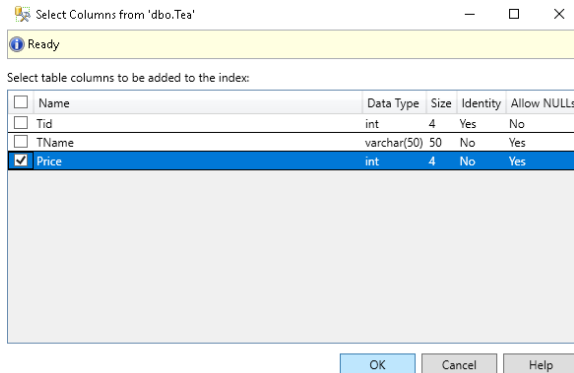 Select Columns from 'dbo.Tea'
Ready
Select table columns to be added to the index:
Name Data Type Size Identity Allow NULLs
Tid int 4 Yes No
TName varchar(50) 50 No Yes
Price int 4 No Yes
OK Cancel Help